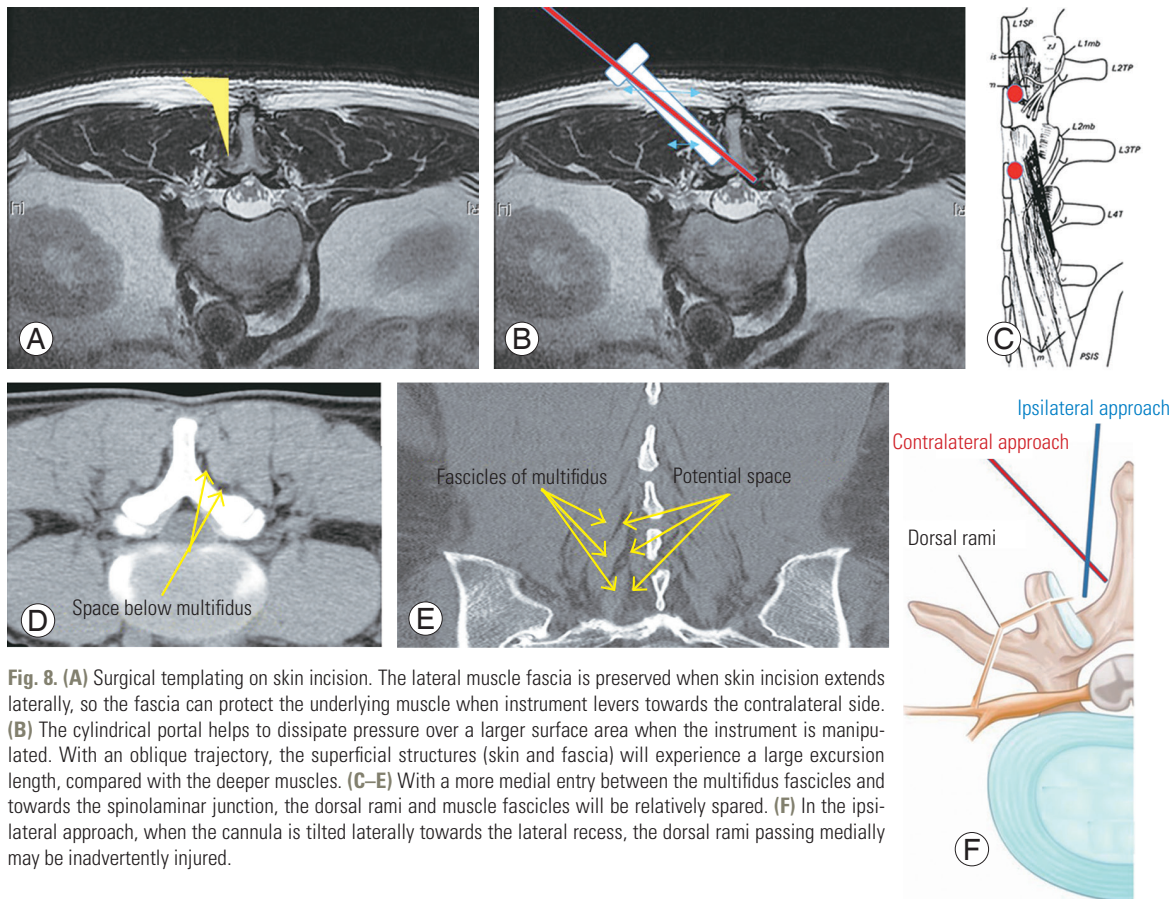 A
B
L1SP
zJ
L1mb
is
L2TP
m
L2mb
L3TP
L4T
m
PSIS
C
Space below multifidus
D
Fascicles of multifidus
Potential space
E
Ipsilateral approach
Contralateral approach
Dorsal rami
F
Fig. 8. (A) Surgical templating on skin incision. The lateral muscle fascia is preserved when skin incision extends
laterally, so the fascia can protect the underlying muscle when instrument levers towards the contralateral side.
(B) The cylindrical portal helps to dissipate pressure over a larger surface area when the instrument is manipu-
lated. With an oblique trajectory, the superficial structures (skin and fascia) will experience a large excursion
length, compared with the deeper muscles. (C–E) With a more medial entry between the multifidus fascicles and
towards the spinolaminar junction, the dorsal rami and muscle fascicles will be relatively spared. (F) In the ipsi-
lateral approach, when the cannula is tilted laterally towards the lateral recess, the dorsal rami passing medially
may be inadvertently injured.